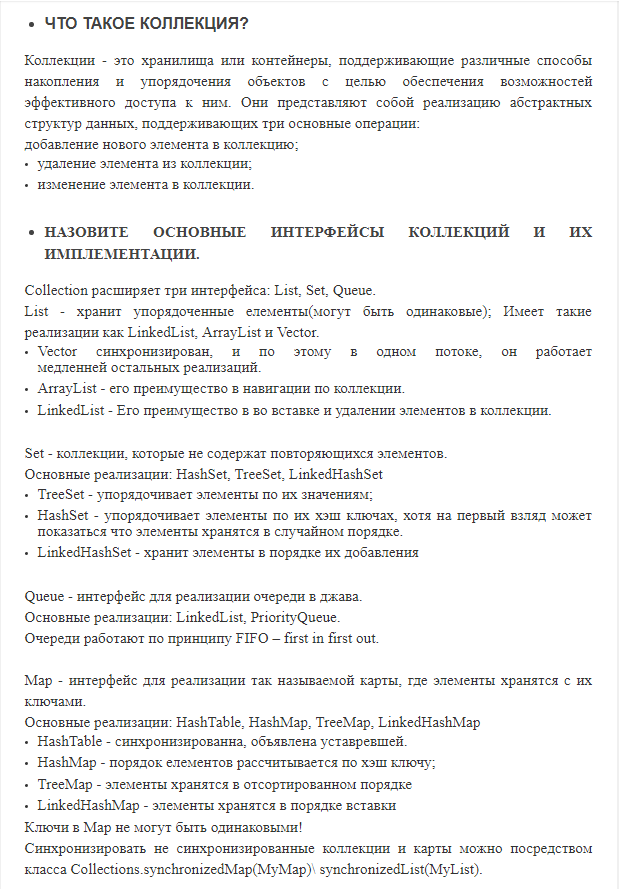 • ЧТО ТАКОЕ КОЛЛЕКЦИЯ?
Коллекции - это хранилища или контейнеры, поддерживающие различные способы
накопления и упорядочения объектов с целью обеспечения возможностей
эффективного доступа к ним. Они представляют собой реализацию абстрактных
структур данных, поддерживающих три основные операции:
добавление нового элемента в коллекцию;
• удаление элемента из коллекции;
• изменение элемента в коллекции.
• НАЗОВИТЕ ОСНОВНЫЕ ИНТЕРФЕЙСЫ КОЛЛЕКЦИЙ И ИХ
ИМПЛЕМЕНТАЦИИ.
Collection расширяет три интерфейса: List, Set, Queue.
List - хранит упорядоченные елементы(могут быть одинаковые); Имеет такие
реализации как LinkedList, ArrayList и Vector.
• Vector синхронизирован, и по этому в одном потоке, он работает
медленней остальных реализаций.
• ArrayList - его преимущество в навигации по коллекции.
• LinkedList - Его преимущество в во вставке и удалении элементов в коллекции.
Set - коллекции, которые не содержат повторяющихся элементов.
Основные реализации: HashSet, TreeSet, LinkedHashSet
• TreeSet - упорядочивает элементы по их значениям;
• HashSet - упорядочивает элементы по их хэш ключах, хотя на первый взляд может
показаться что элементы хранятся в случайном порядке.
• LinkedHashSet - хранит элементы в порядке их добавления
Queue - интерфейс для реализации очереди в джава.
Основные реализации: LinkedList, PriorityQueue.
Очереди работают по принципу FIFO – first in first out.
Map - интерфейс для реализации так называемой карты, где элементы хранятся с их
ключами.
Основные реализации: HashTable, HashMap, TreeMap, LinkedHashMap
• HashTable - синхронизированна, объявлена уставревшей.
• HashMap - порядок елементов рассчитывается по хэш ключу;
• TreeMap - элементы хранятся в отсортированном порядке
• LinkedHashMap - элементы хранятся в порядке вставки
Ключи в Мар не могут быть одинаковыми!
Синхронизировать не синхронизированные коллекции и карты можно посредством
класса Collections.synchronizedMap(MyMap)\ synchronizedList(MyList).